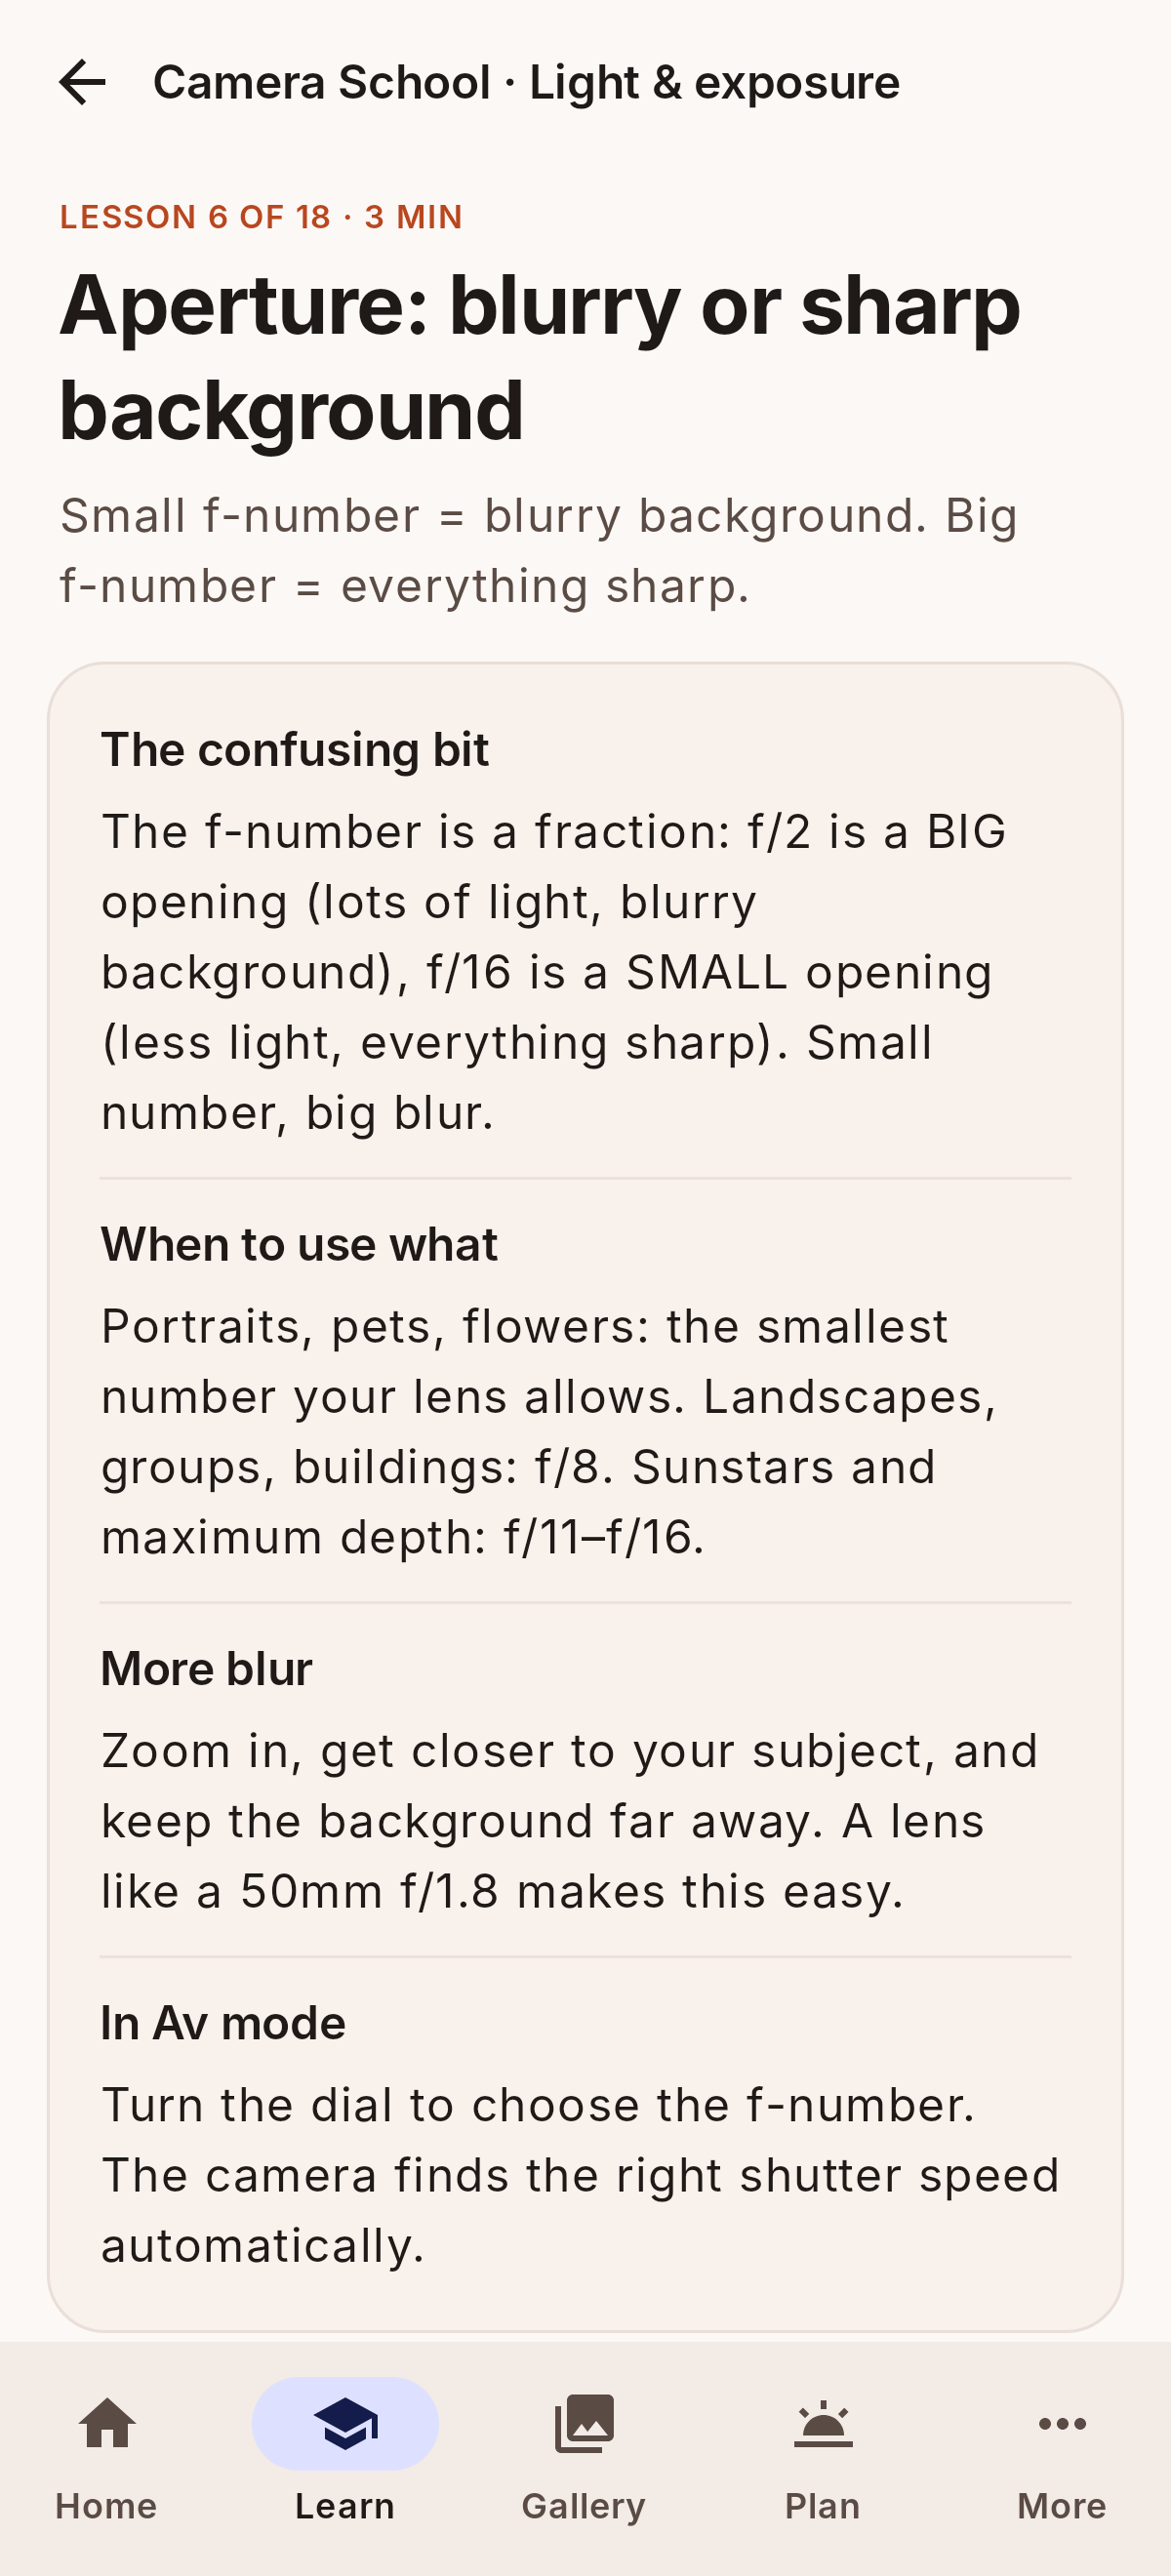 Camera School · Light & exposure
LESSON 6 OF 18 · 3 MIN
Aperture: blurry or sharp
background
Small f-number = blurry background. Big
f-number = everything sharp.
The confusing bit
The f-number is a fraction: f/2 is a BIG
opening (lots of light, blurry
background), f/16 is a SMALL opening
(less light, everything sharp). Small
number, big blur.
When to use what
Portraits, pets, flowers: the smallest
number your lens allows. Landscapes,
groups, buildings: f/8. Sunstars and
maximum depth: f/11–f/16.
More blur
Zoom in, get closer to your subject, and
keep the background far away. A lens
like a 50mm f/1.8 makes this easy.
In Av mode
Turn the dial to choose the f-number.
The camera finds the right shutter speed
automatically.
Home Learn Gallery Plan More